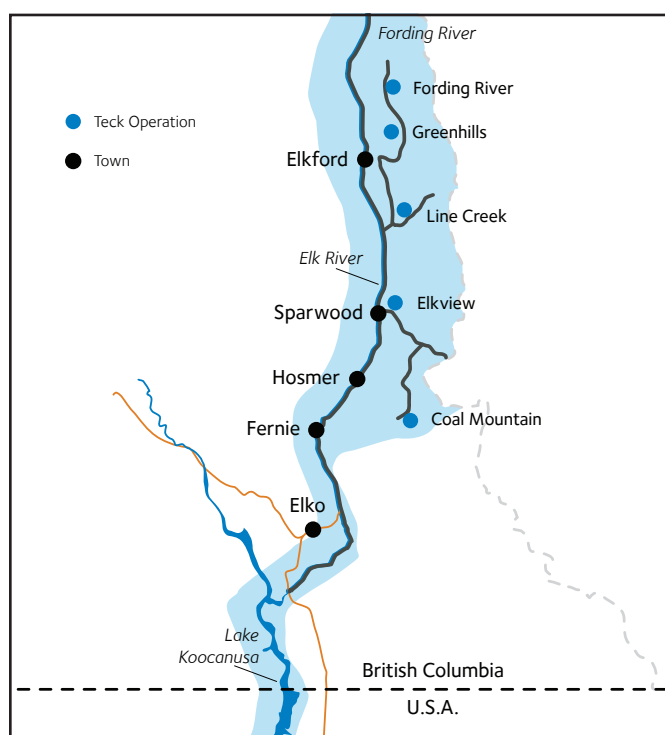 Fording River
Fording River
Teck Operation
Greenhills
Town
Elkford
Line Creek
Elk River
Elkview
Sparwood
Hosmer
Coal Mountain
Fernie
Elko
Lake
Koocanusa
British Columbia
U.S.A.